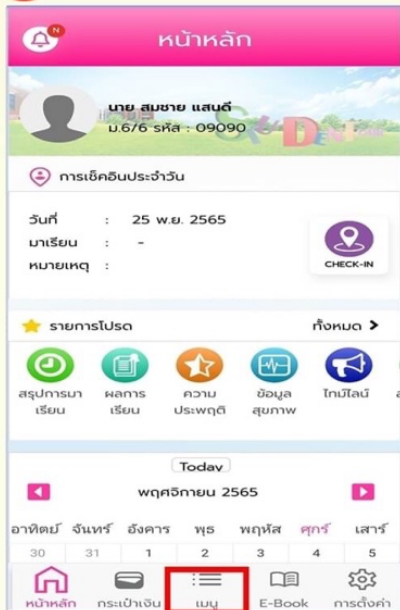 N
หน้าหลัก
นาย สมชาย แสนดี
ม.6/6 รหัส : 09090
การเช็คอินประจำวัน
วันที่ : 25 พ.ย. 2565
มาเรียน : -
หมายเหตุ :
CHECK-IN
รายการโปรด ทั้งหมด >
สรุปการมาเรียน ผลการเรียน ความประพฤติ ข้อมูลสุขภาพ ไทม์ไลน์
Today
พฤศจิกายน 2565
อาทิตย์ จันทร์ อังคาร พุธ พฤหัส ศุกร์ เสาร์
30 31 1 2 3 4 5
หน้าหลัก กระเป๋าเงิน เมนู E-Book การตั้งค่า